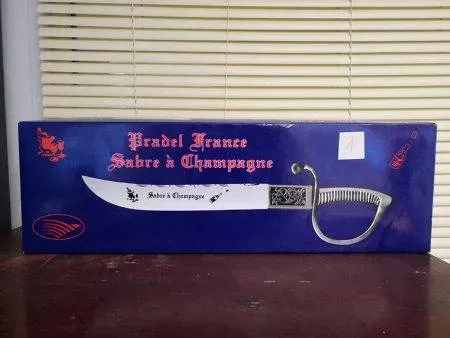 Pradel France
Sabre à Champagne
1
Sabre à Champagne